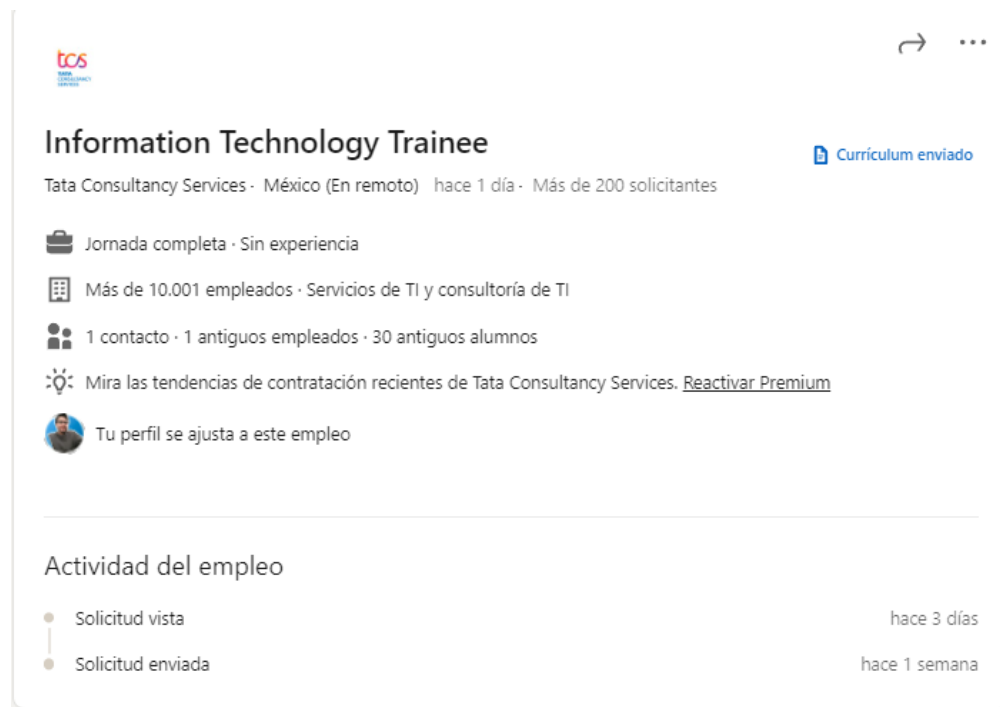 tcs
TATA
CONSULTANCY
SERVICES
Information Technology Trainee
Currículum enviado
Tata Consultancy Services · México (En remoto) hace 1 día · Más de 200 solicitantes
Jornada completa · Sin experiencia
Más de 10.001 empleados · Servicios de TI y consultoría de TI
1 contacto · 1 antiguos empleados · 30 antiguos alumnos
Mira las tendencias de contratación recientes de Tata Consultancy Services. Reactivar Premium
Tu perfil se ajusta a este empleo
Actividad del empleo
Solicitud vista hace 3 días
Solicitud enviada hace 1 semana